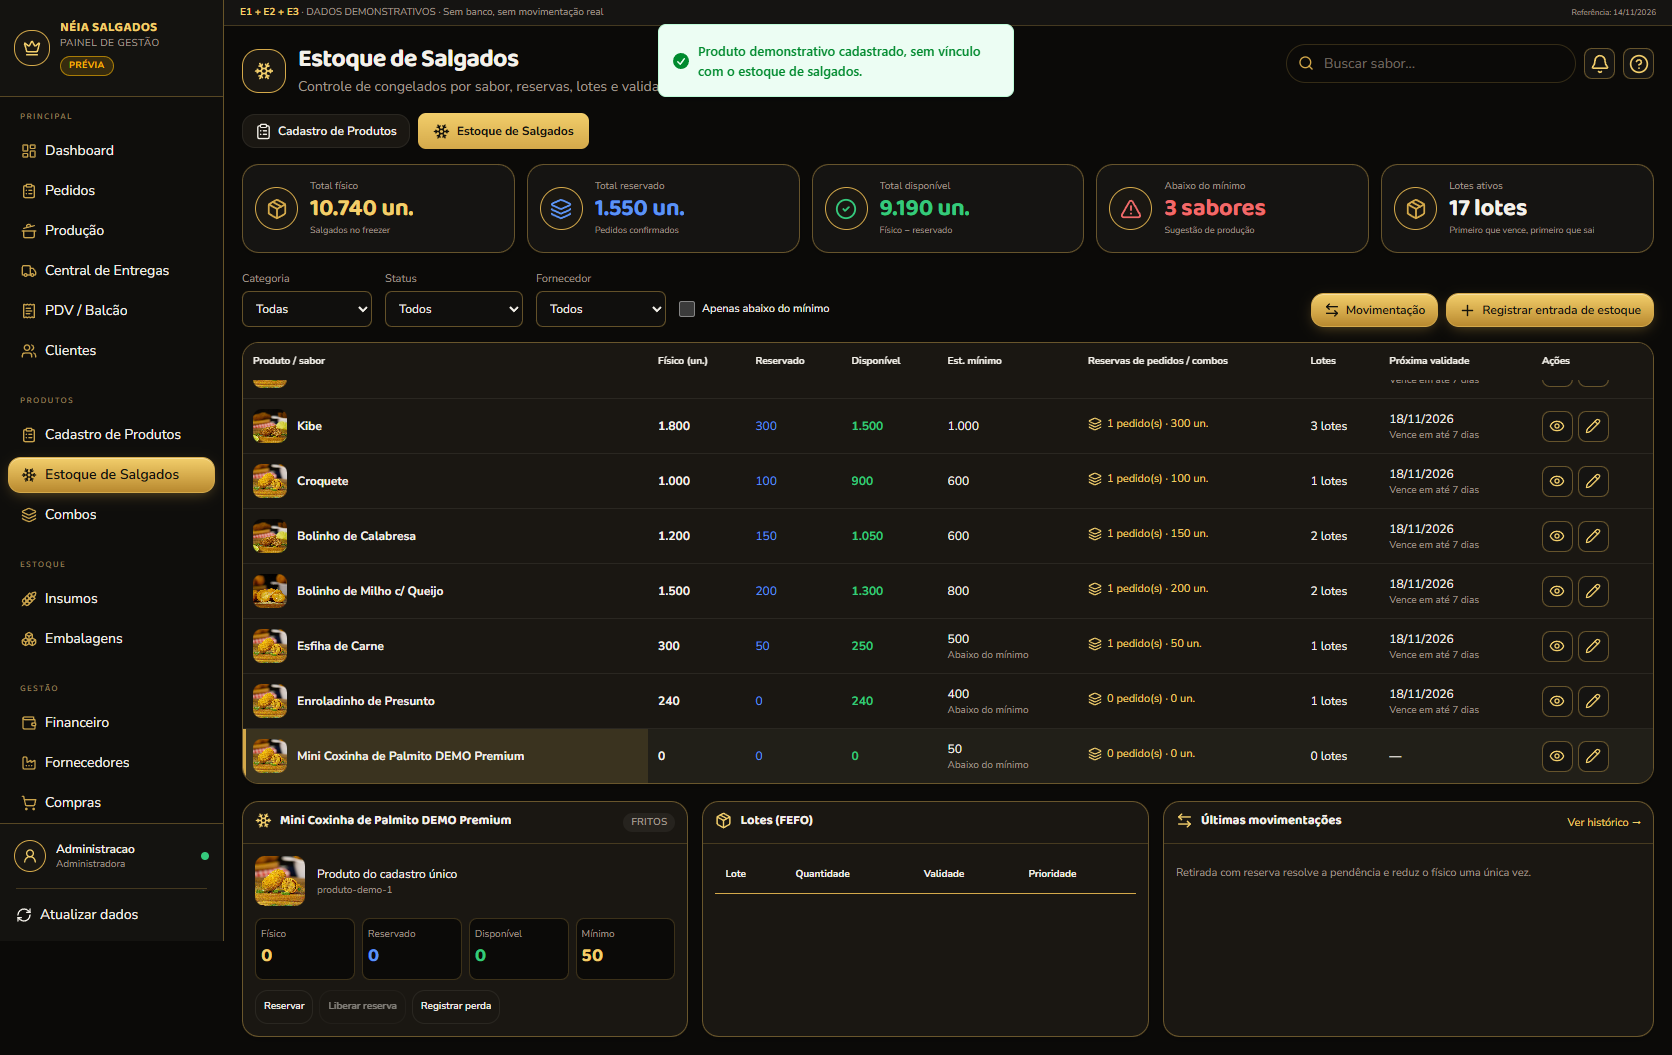 NÉIA SALGADOS
PAINEL DE GESTÃO
PRÉVIA
PRINCIPAL
Dashboard
Pedidos
Produção
Central de Entregas
PDV / Balcão
Clientes
PRODUTOS
Cadastro de Produtos
Estoque de Salgados
Combos
ESTOQUE
Insumos
Embalagens
GESTÃO
Financeiro
Fornecedores
Compras
Administracao
Administradora
Atualizar dados
E1 + E2 + E3 · DADOS DEMONSTRATIVOS · Sem banco, sem movimentação real
Referência: 14/11/2026
Estoque de Salgados
Controle de congelados por sabor, reservas, lotes e valida
Produto demonstrativo cadastrado, sem vínculo
com o estoque de salgados.
Buscar sabor...
Cadastro de Produtos
Estoque de Salgados
Total físico
10.740 un.
Salgados no freezer
Total reservado
1.550 un.
Pedidos confirmados
Total disponível
9.190 un.
Físico − reservado
Abaixo do mínimo
3 sabores
Sugestão de produção
Lotes ativos
17 lotes
Primeiro que vence, primeiro que sai
Categoria
Todas
Status
Todos
Fornecedor
Todos
Apenas abaixo do mínimo
Movimentação
Registrar entrada de estoque
Produto / sabor Físico (un.) Reservado Disponível Est. mínimo Reservas de pedidos / combos Lotes Próxima validade Ações
Vence em até 7 dias
Kibe 1.800 300 1.500 1.000 1 pedido(s) · 300 un. 3 lotes 18/11/2026
Vence em até 7 dias
Croquete 1.000 100 900 600 1 pedido(s) · 100 un. 1 lotes 18/11/2026
Vence em até 7 dias
Bolinho de Calabresa 1.200 150 1.050 600 1 pedido(s) · 150 un. 2 lotes 18/11/2026
Vence em até 7 dias
Bolinho de Milho c/ Queijo 1.500 200 1.300 800 1 pedido(s) · 200 un. 2 lotes 18/11/2026
Vence em até 7 dias
Esfiha de Carne 300 50 250 500 1 pedido(s) · 50 un. 1 lotes 18/11/2026
Abaixo do mínimo Vence em até 7 dias
Enroladinho de Presunto 240 0 240 400 0 pedido(s) · 0 un. 1 lotes 18/11/2026
Abaixo do mínimo Vence em até 7 dias
Mini Coxinha de Palmito DEMO Premium 0 0 0 50 0 pedido(s) · 0 un. 0 lotes —
Abaixo do mínimo
Mini Coxinha de Palmito DEMO Premium
FRITOS
Produto do cadastro único
produto-demo-1
Físico
0
Reservado
0
Disponível
0
Mínimo
50
Reservar
Liberar reserva
Registrar perda
Lotes (FEFO)
Lote Quantidade Validade Prioridade
Últimas movimentações
Ver histórico →
Retirada com reserva resolve a pendência e reduz o físico uma única vez.